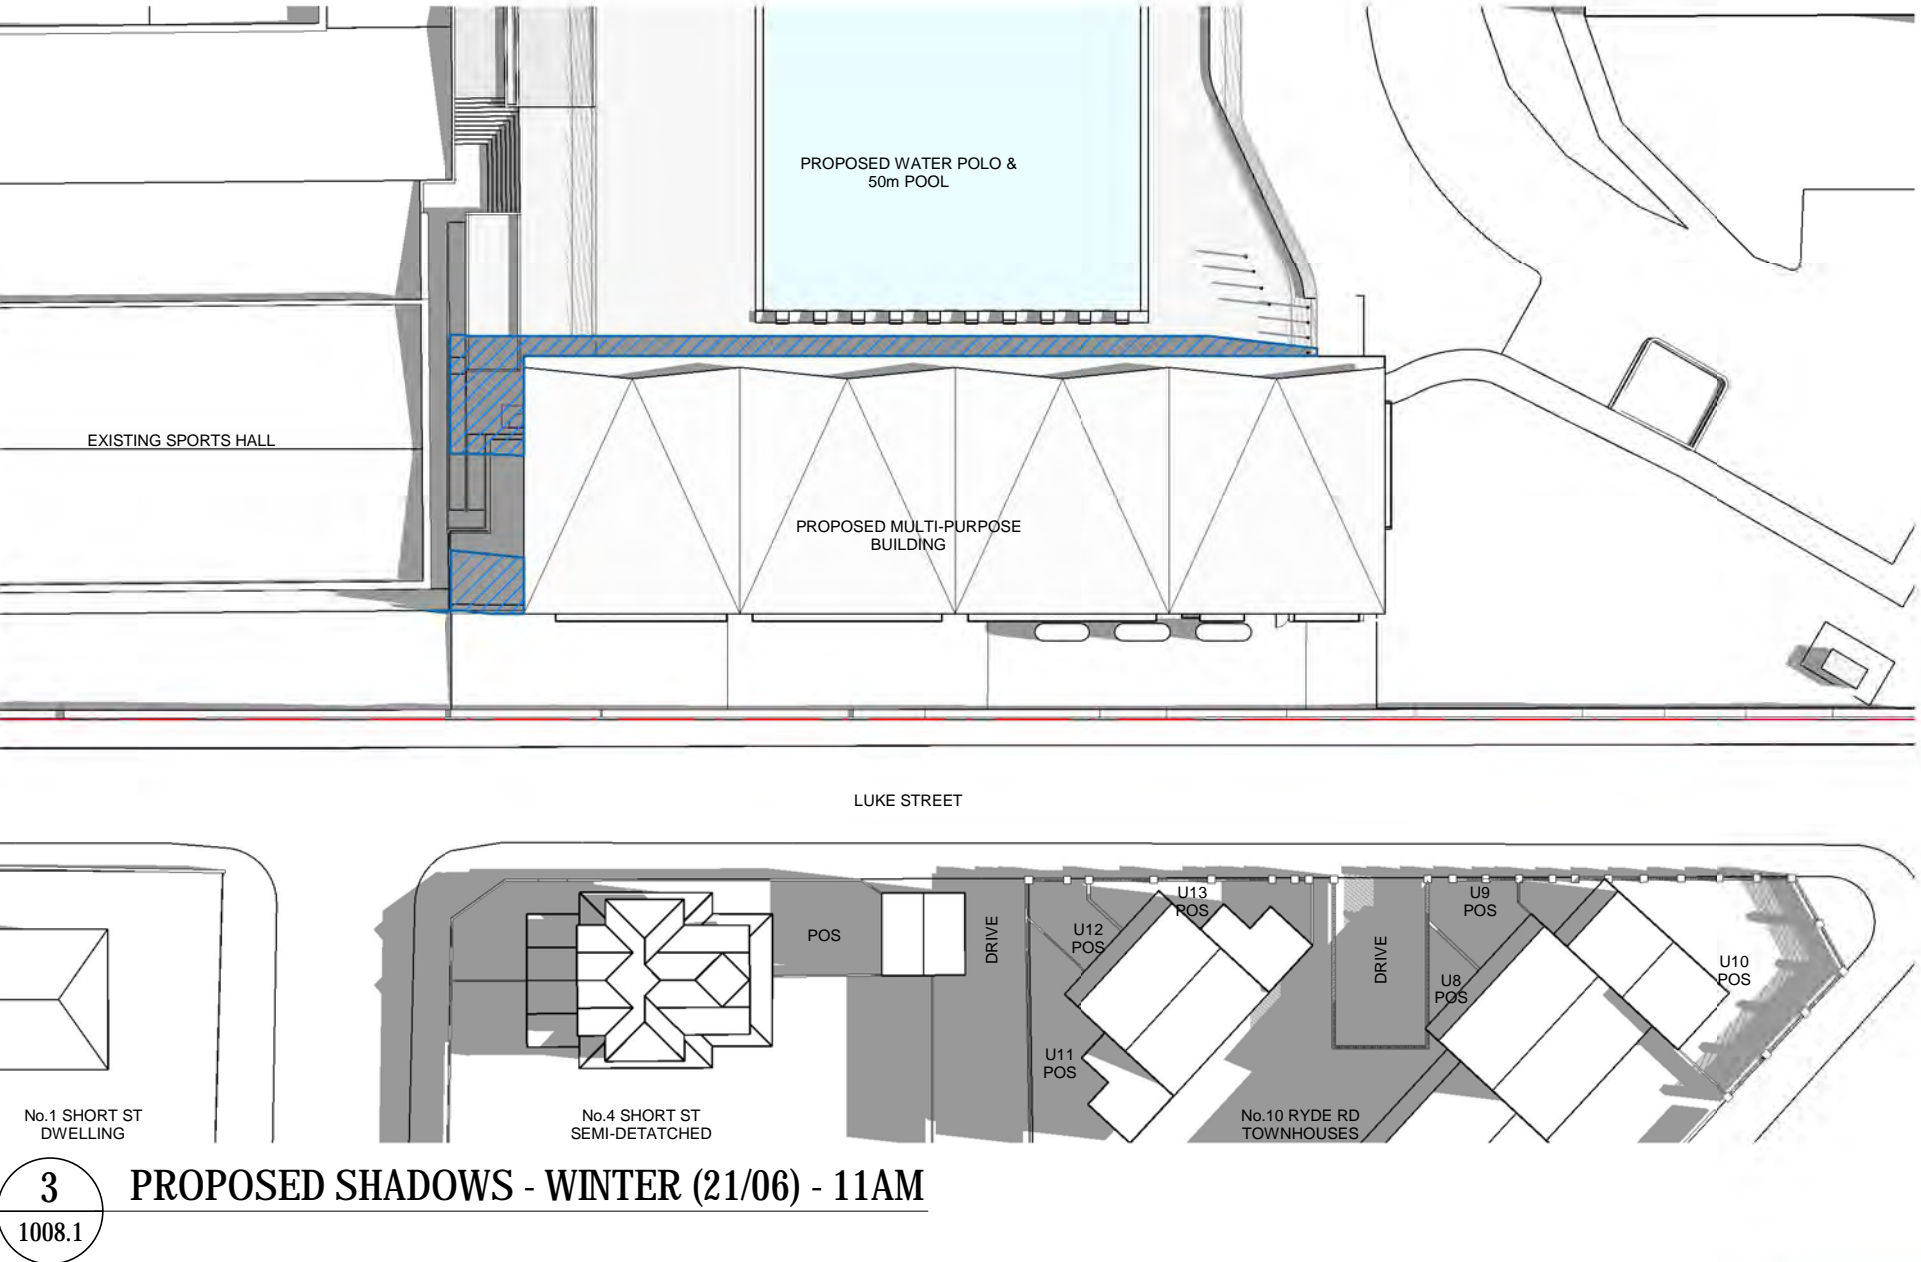 PROPOSED WATER POLO &
50m POOL
EXISTING SPORTS HALL
PROPOSED MULTI-PURPOSE
BUILDING
LUKE STREET
POS
DRIVE
U12
POS
U13
POS
U11
POS
DRIVE
U9
POS
U8
POS
U10
POS
No.1 SHORT ST
DWELLING
No.4 SHORT ST
SEMI-DETATCHED
No.10 RYDE RD
TOWNHOUSES
3
1008.1
PROPOSED SHADOWS - WINTER (21/06) - 11AM